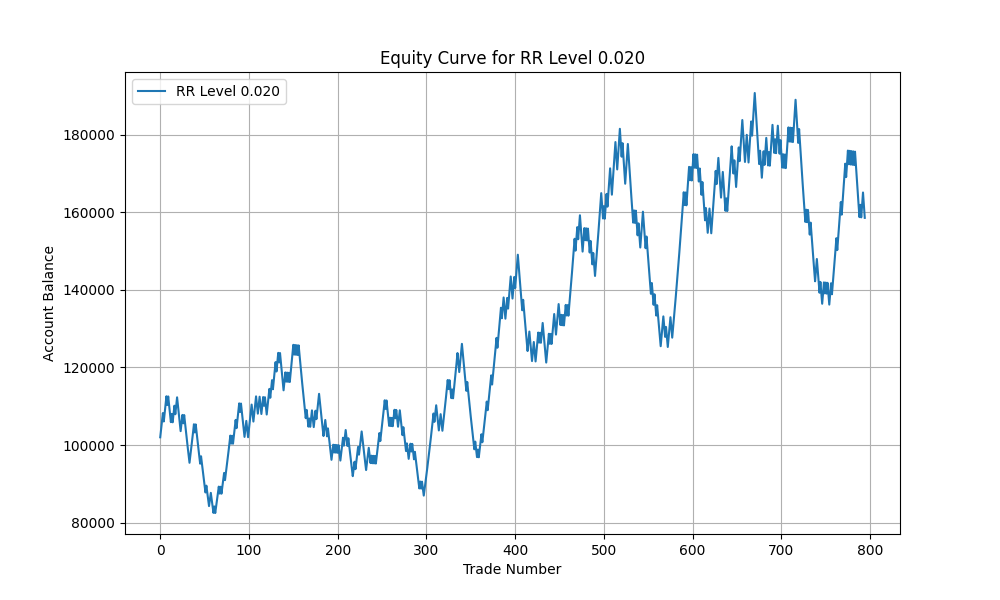 Equity Curve for RR Level 0.020
RR Level 0.020
Account Balance
180000
160000
140000
120000
100000
80000
0 100 200 300 400 500 600 700 800
Trade Number